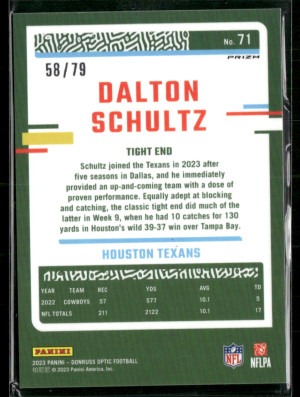 No. 71
PRIZM
58/79
DALTON
SCHULTZ
TIGHT END
Schultz joined the Texans in 2023 after
five seasons in Dallas, and he immediately
provided an up-and-coming team with a dose of
proven performance. Equally adept at blocking
and catching, the classic tight end did much of the
latter in Week 9, when he had 10 catches for 130
yards in Houston's wild 39-37 win over Tampa Bay.
HOUSTON TEXANS
YEAR TEAM REC YDS AVG TD
2022 COWBOYS 57 577 10.1 5
NFL TOTALS 211 2122 10.1 17
PANINI
NFL
NFLPA
2023 PANINI – DONRUSS OPTIC FOOTBALL
© 2023 Panini America, Inc.